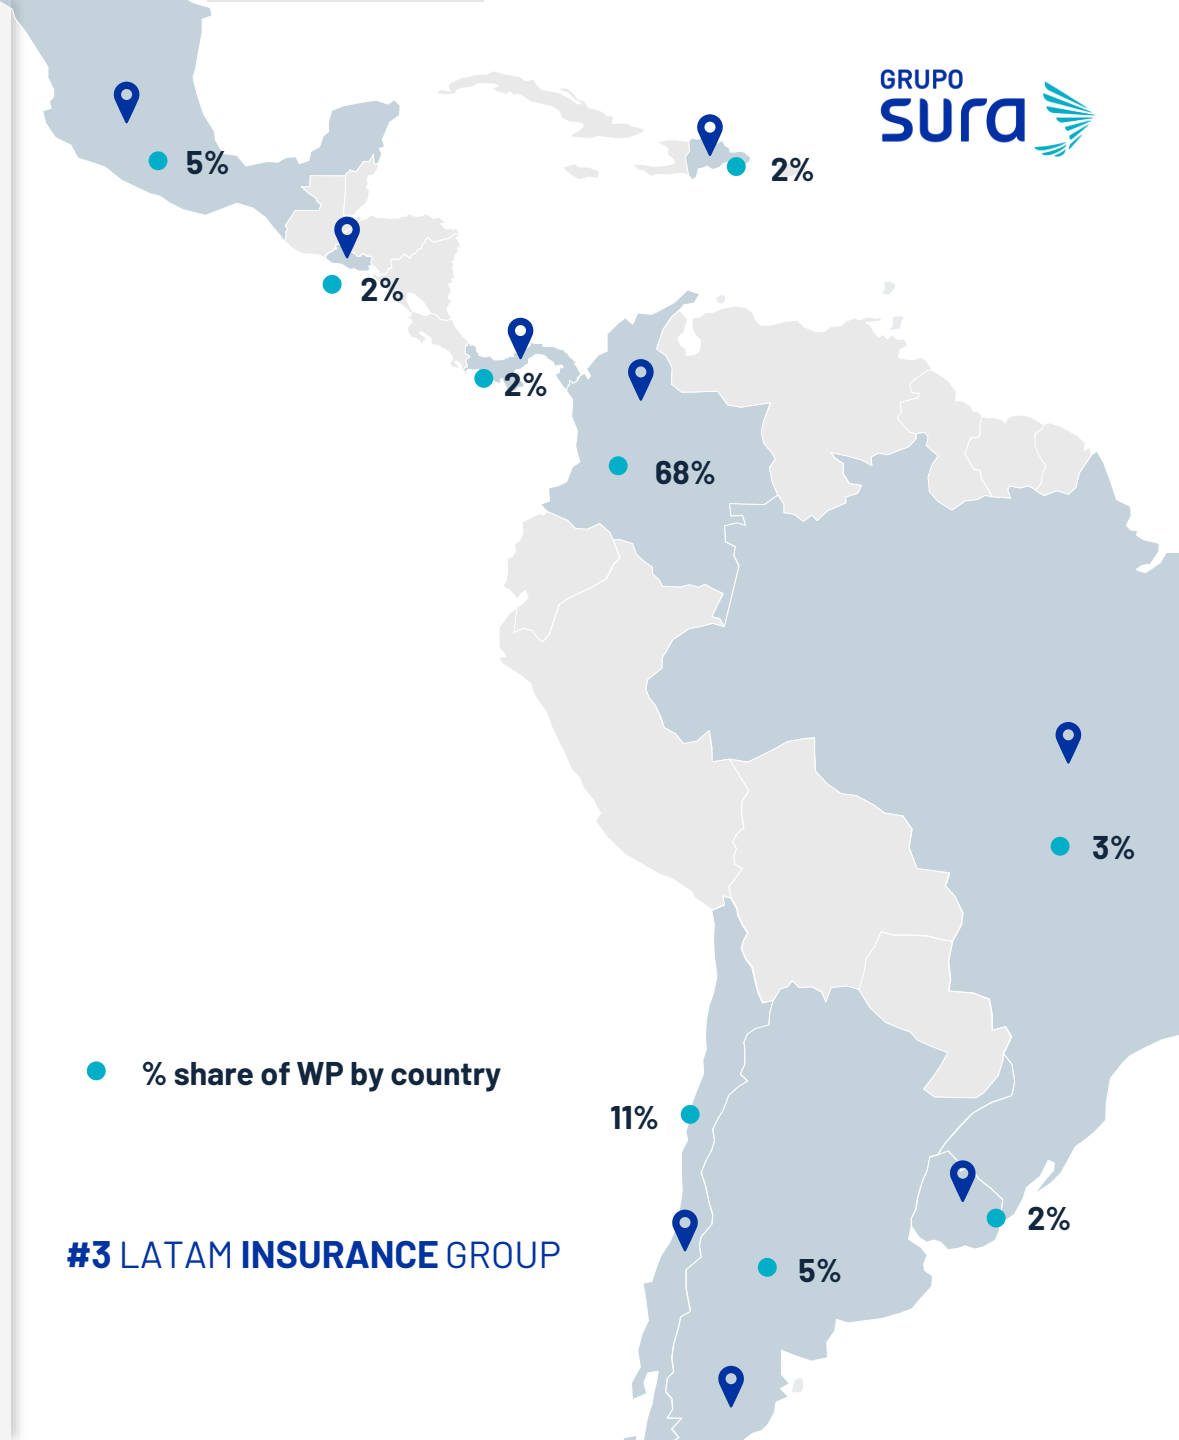 GRUPO
sura
5%
2%
2%
2%
68%
3%
% share of WP by country
11%
2%
#3 LATAM INSURANCE GROUP
5%